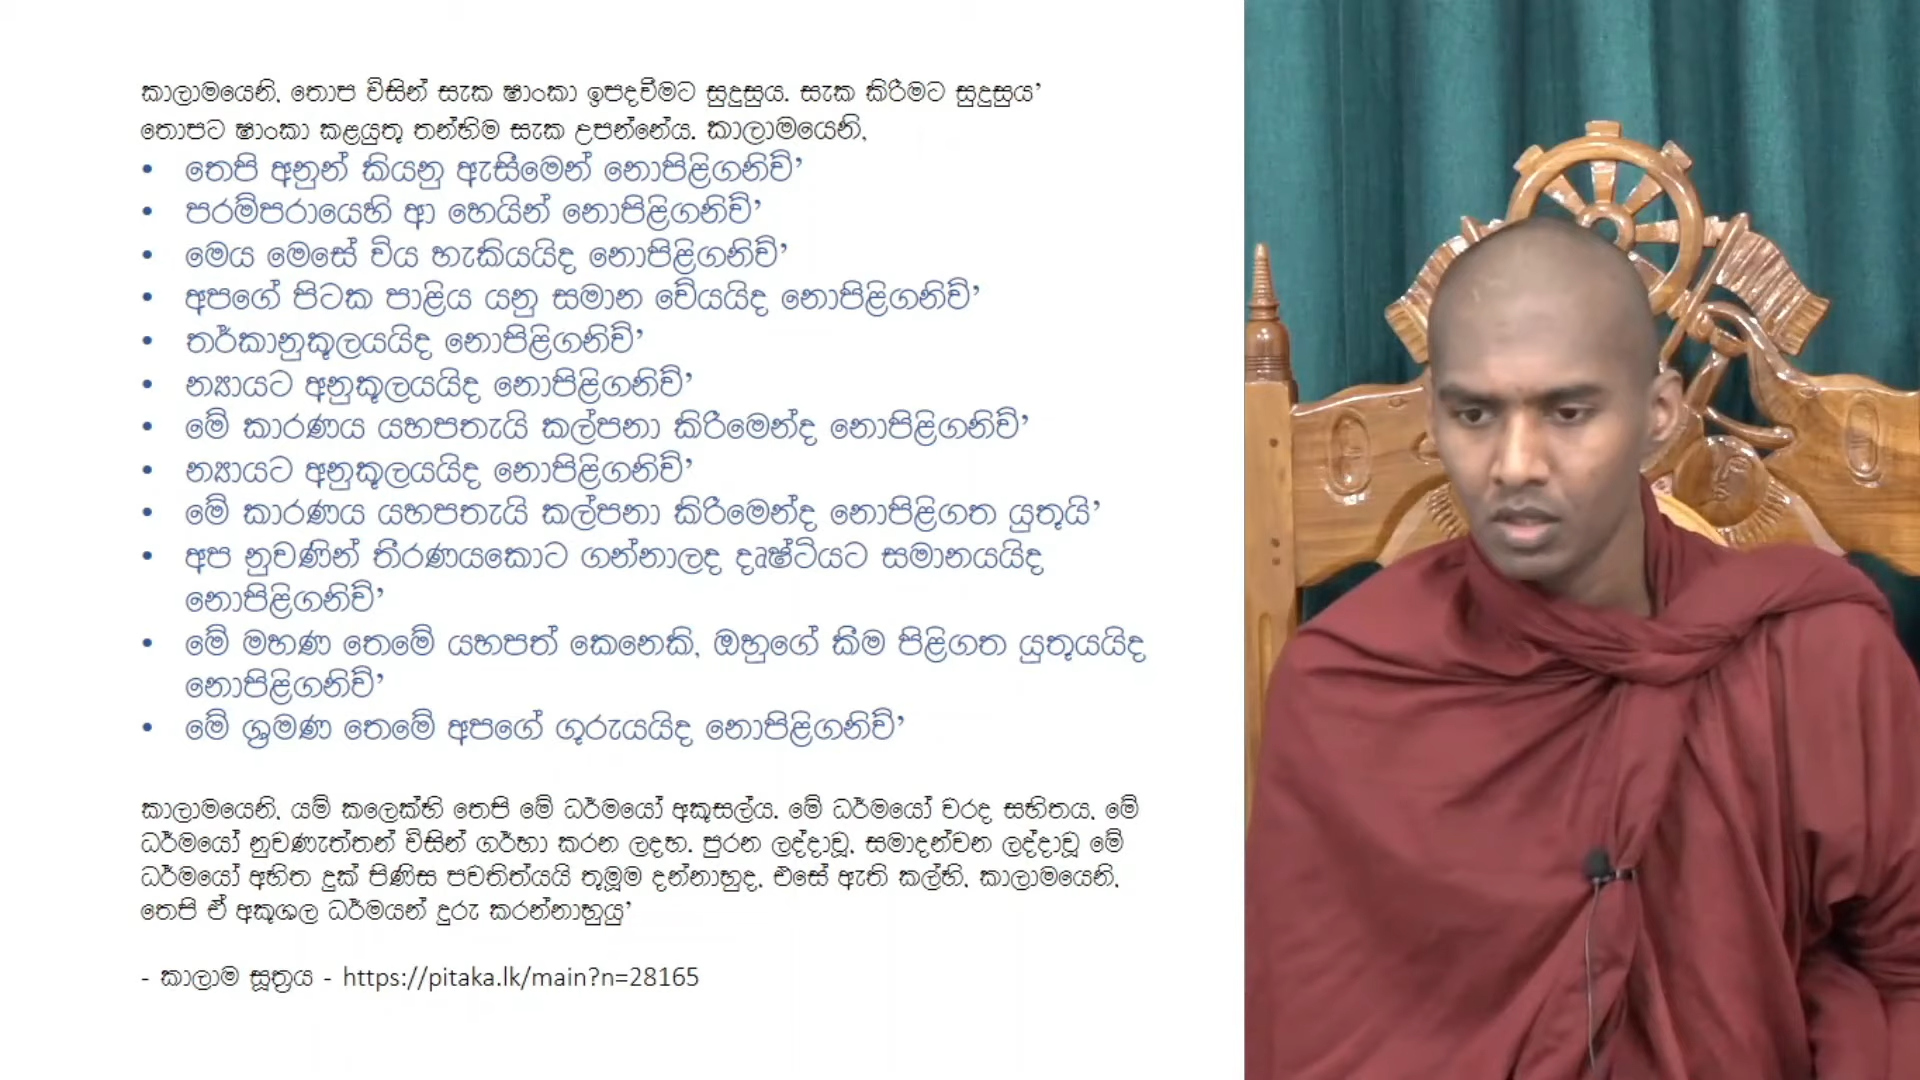 කාලාමයෙනි, තොප විසින් සැක ෂාංකා ඉපදවීමට සුදුසුය. සැක කිරීමට සුදුසුය’
තොපට ෂාංකා කළයුතු තන්හිම සැක උපන්නේය. කාලාමයෙනි,
• තෙපි අනුන් කියනු ඇසීමෙන් නොපිළිගනිව්’
• පරම්පරායෙහි ආ හෙයින් නොපිළිගනිව්’
• මෙය මෙසේ විය හැකියයිද නොපිළිගනිව්’
• අපගේ පිටක පාළිය යනු සමාන වේයයිද නොපිළිගනිව්’
• තර්කානුකූලයයිද නොපිළිගනිව්’
• න්‍යායට අනුකූලයයිද නොපිළිගනිව්’
• මේ කාරණය යහපතැයි කල්පනා කිරීමෙන්ද නොපිළිගනිව්’
• න්‍යායට අනුකූලයයිද නොපිළිගනිව්’
• මේ කාරණය යහපතැයි කල්පනා කිරීමෙන්ද නොපිළිගත යුතුයි’
• අප නුවණින් තීරණයකොට ගන්නාලද දෘෂ්ටියට සමානයයිද
නොපිළිගනිව්’
• මේ මහණ තෙමේ යහපත් කෙනෙකි, ඔහුගේ කීම පිළිගත යුතුයයිද
නොපිළිගනිව්’
• මේ ශ්‍රමණ තෙමේ අපගේ ගුරුයයිද නොපිළිගනිව්’
කාලාමයෙනි, යම් කලෙක්හි තෙපි මේ ධර්මයෝ අකුසල්ය. මේ ධර්මයෝ වරද සහිතය, මේ
ධර්මයෝ නුවණැත්තන් විසින් ගර්හා කරන ලදහ. පුරන ලද්දාවූ, සමාදන්වන ලද්දාවූ මේ
ධර්මයෝ අහිත දුක් පිණිස පවතිත්යයි තුමූම දන්නාහුද, එසේ ඇති කල්හි, කාලාමයෙනි,
තෙපි ඒ අකුශල ධර්මයන් දුරු කරන්නාහුයු’
- කාලාම සූත්‍රය - https://pitaka.lk/main?n=28165